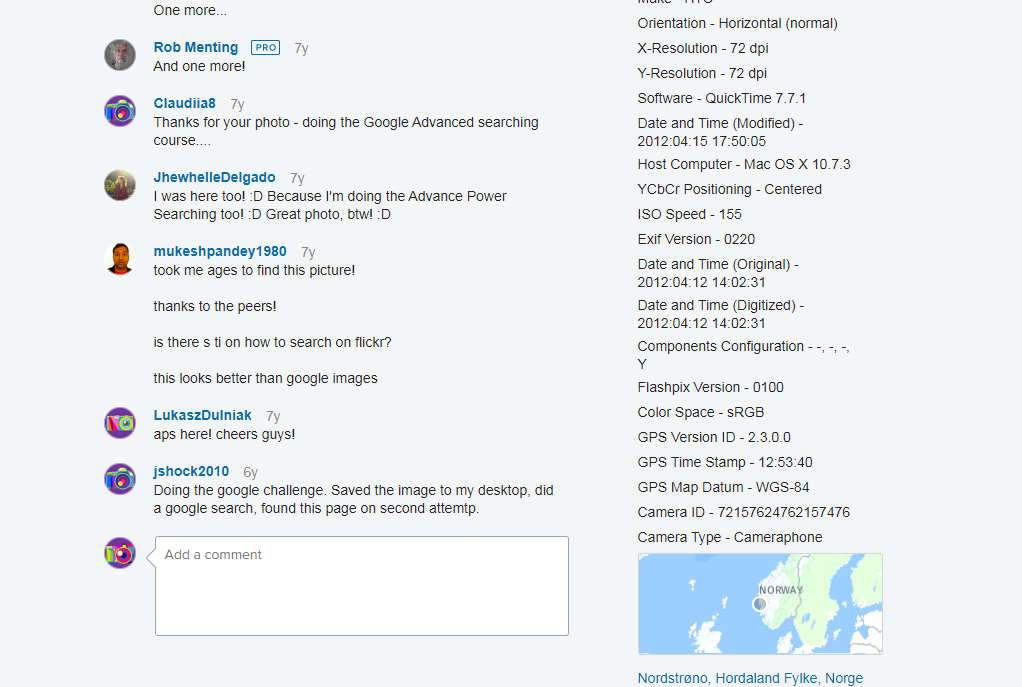 One more...
Rob Menting PRO 7y
And one more!
Claudiia8 7y
Thanks for your photo - doing the Google Advanced searching
course....
JhewhelleDelgado 7y
I was here too! :D Because I'm doing the Advance Power
Searching too! :D Great photo, btw! :D
mukeshpandey1980 7y
took me ages to find this picture!
thanks to the peers!
is there s ti on how to search on flickr?
this looks better than google images
LukaszDulniak 7y
aps here! cheers guys!
jshock2010 6y
Doing the google challenge. Saved the image to my desktop, did
a google search, found this page on second attemtp.
Add a comment
Orientation - Horizontal (normal)
X-Resolution - 72 dpi
Y-Resolution - 72 dpi
Software - QuickTime 7.7.1
Date and Time (Modified) -
2012:04:15 17:50:05
Host Computer - Mac OS X 10.7.3
YCbCr Positioning - Centered
ISO Speed - 155
Exif Version - 0220
Date and Time (Original) -
2012:04:12 14:02:31
Date and Time (Digitized) -
2012:04:12 14:02:31
Components Configuration - -, -, -,
Y
Flashpix Version - 0100
Color Space - sRGB
GPS Version ID - 2.3.0.0
GPS Time Stamp - 12:53:40
GPS Map Datum - WGS-84
Camera ID - 72157624762157476
Camera Type - Cameraphone
NORWAY
Nordstrøno, Hordaland Fylke, Norge